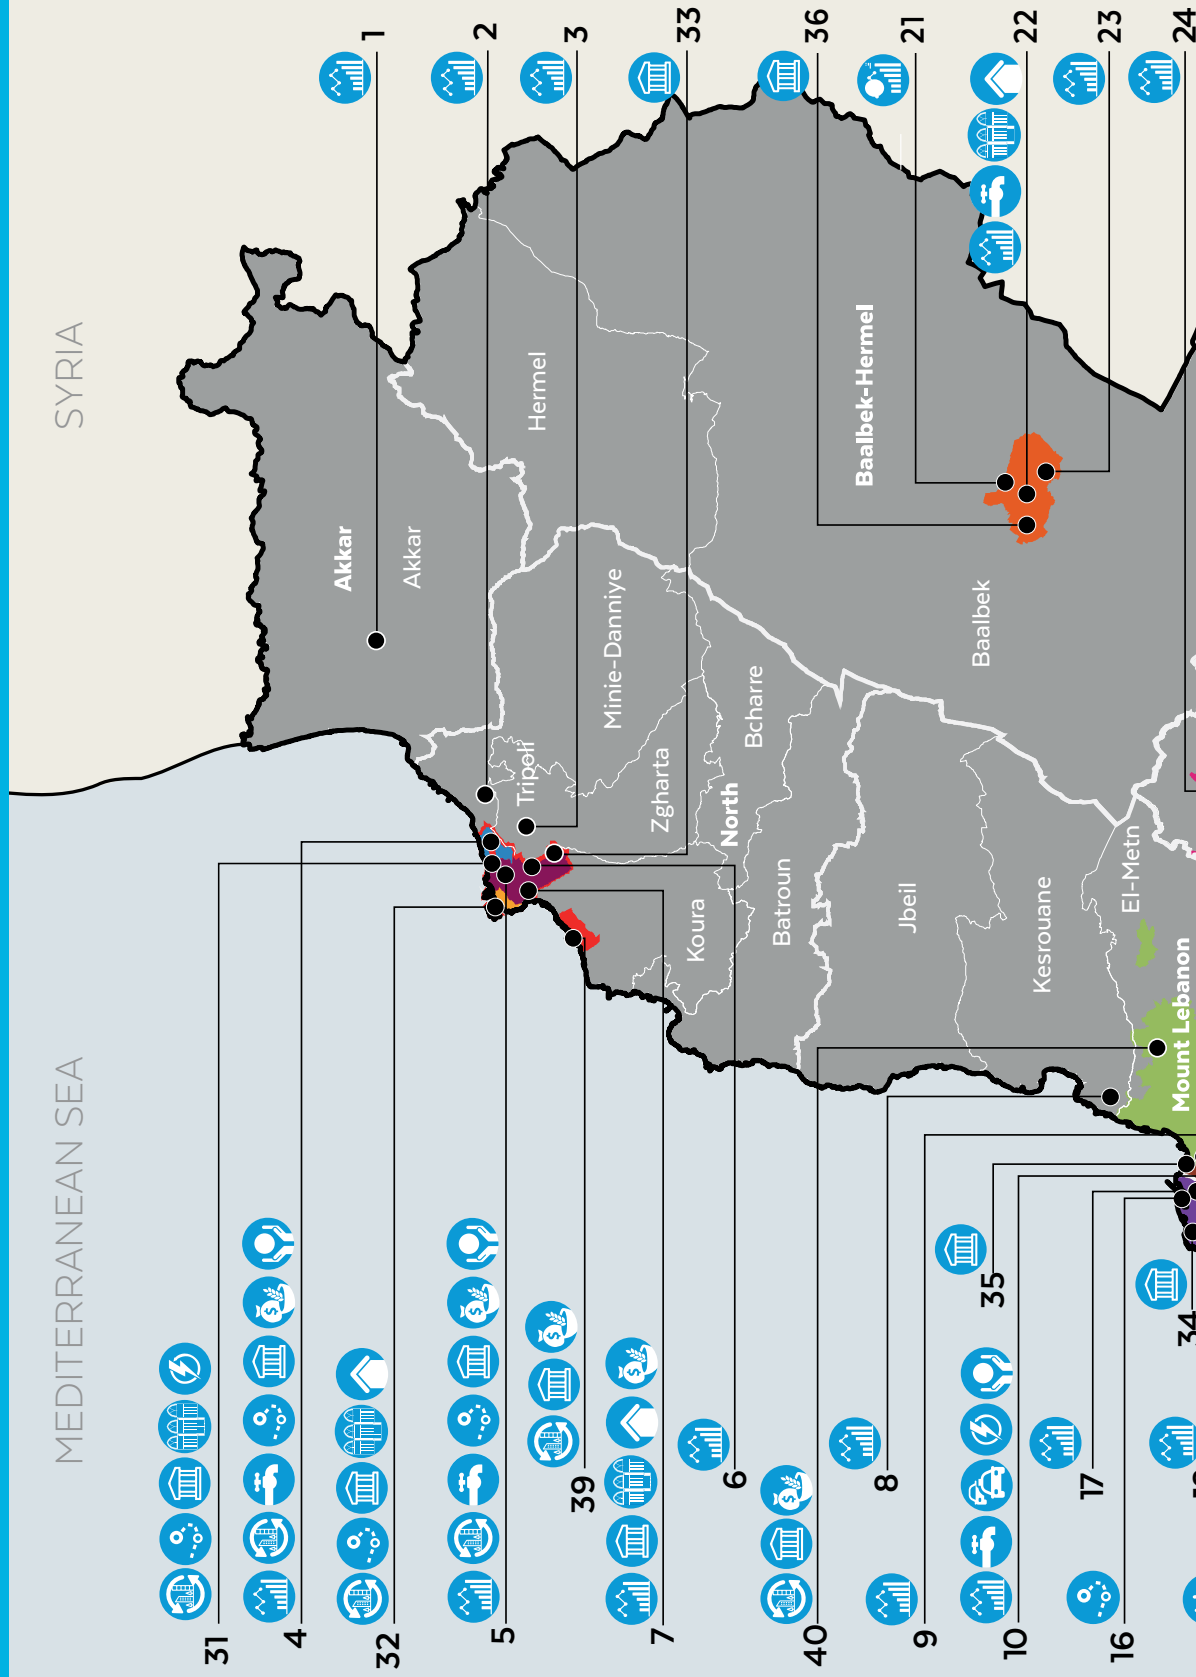 SYRIA
MEDITERRANEAN SEA
1
2
3
33
36
21
22
23
24
Akkar
Akkar
Hermel
Baalbek-Hermel
Baalbek
Minie-Danniye
Tripoli
Zgharta
Bcharre
North
Koura
Batroun
Jbeil
Kesrouane
El-Metn
Mount Lebanon
31
4
32
5
39
7
6
40
8
9
35
10
17
16
34